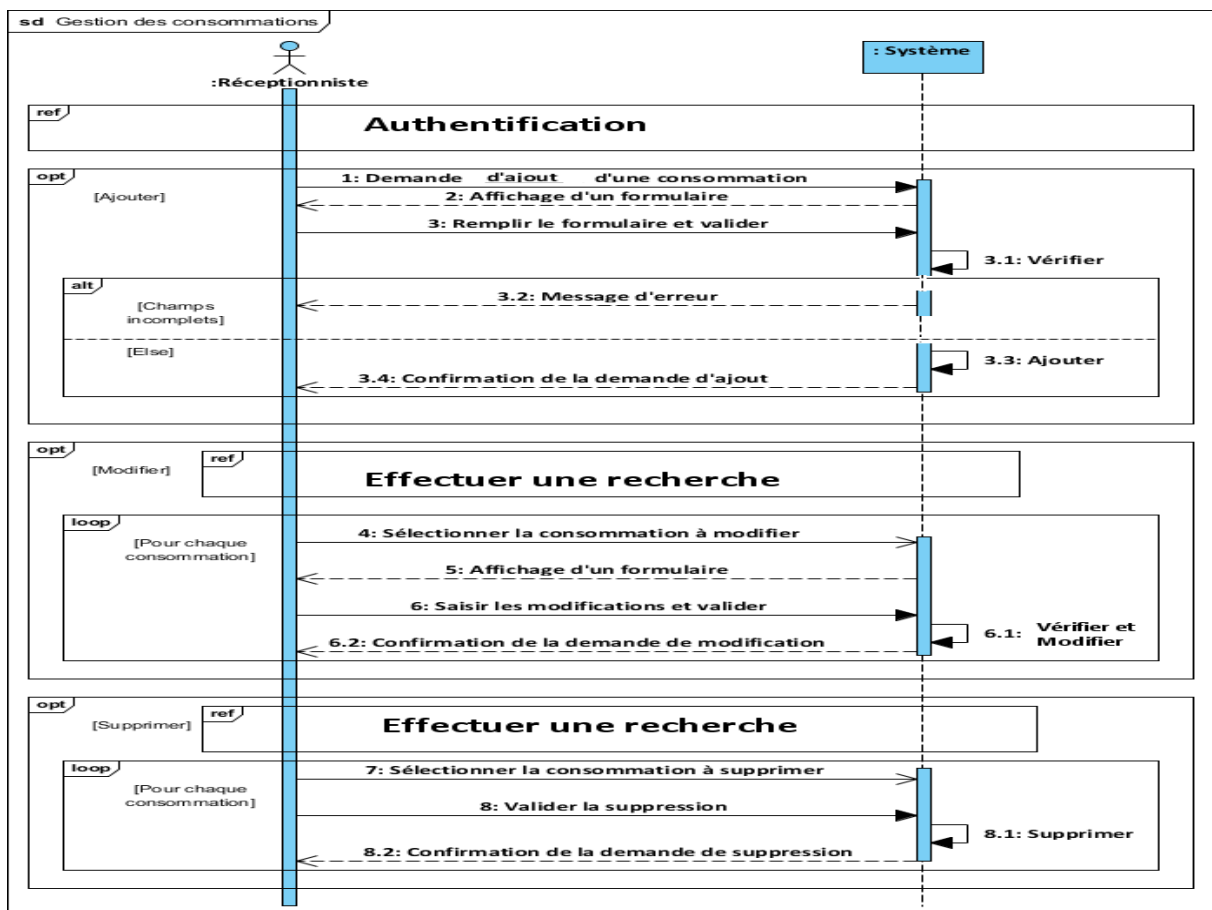 sd Gestion des consommations
: Système
:Réceptionniste
ref
Authentification
opt
[Ajouter]
1: Demande d'ajout d'une consommation
2: Affichage d'un formulaire
3: Remplir le formulaire et valider
3.1: Vérifier
alt
[Champs
incomplets]
3.2: Message d'erreur
[Else]
3.3: Ajouter
3.4: Confirmation de la demande d'ajout
opt
[Modifier]
ref
Effectuer une recherche
loop
[Pour chaque
consommation]
4: Sélectionner la consommation à modifier
5: Affichage d'un formulaire
6: Saisir les modifications et valider
6.1: Vérifier et
Modifier
6.2: Confirmation de la demande de modification
opt
[Supprimer]
ref
Effectuer une recherche
loop
[Pour chaque
consommation]
7: Sélectionner la consommation à supprimer
8: Valider la suppression
8.1: Supprimer
8.2: Confirmation de la demande de suppression